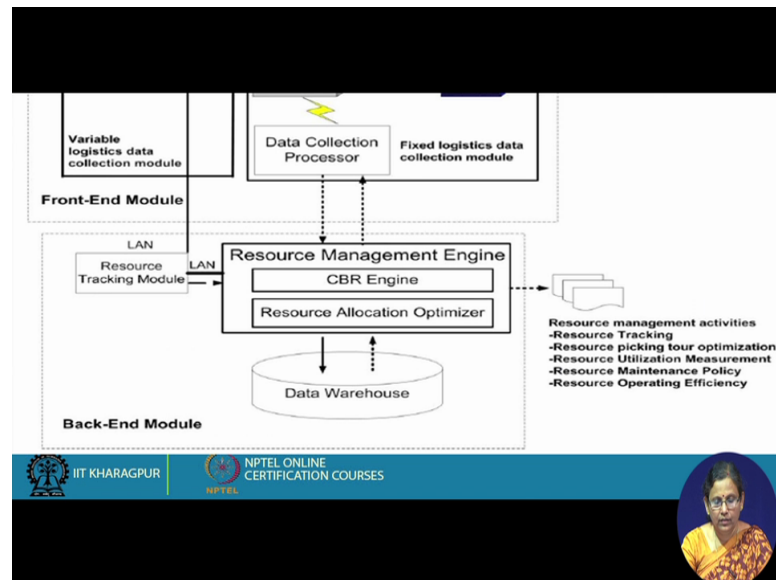 Variable
logistics data
collection module
Data Collection
Processor
Fixed logistics data
collection module
Front-End Module
LAN
Resource
Tracking Module
LAN
Resource Management Engine
CBR Engine
Resource Allocation Optimizer
Data Warehouse
Back-End Module
Resource management activities
-Resource Tracking
-Resource picking tour optimization
-Resource Utilization Measurement
-Resource Maintenance Policy
-Resource Operating Efficiency
IIT KHARAGPUR
NPTEL
NPTEL ONLINE
CERTIFICATION COURSES